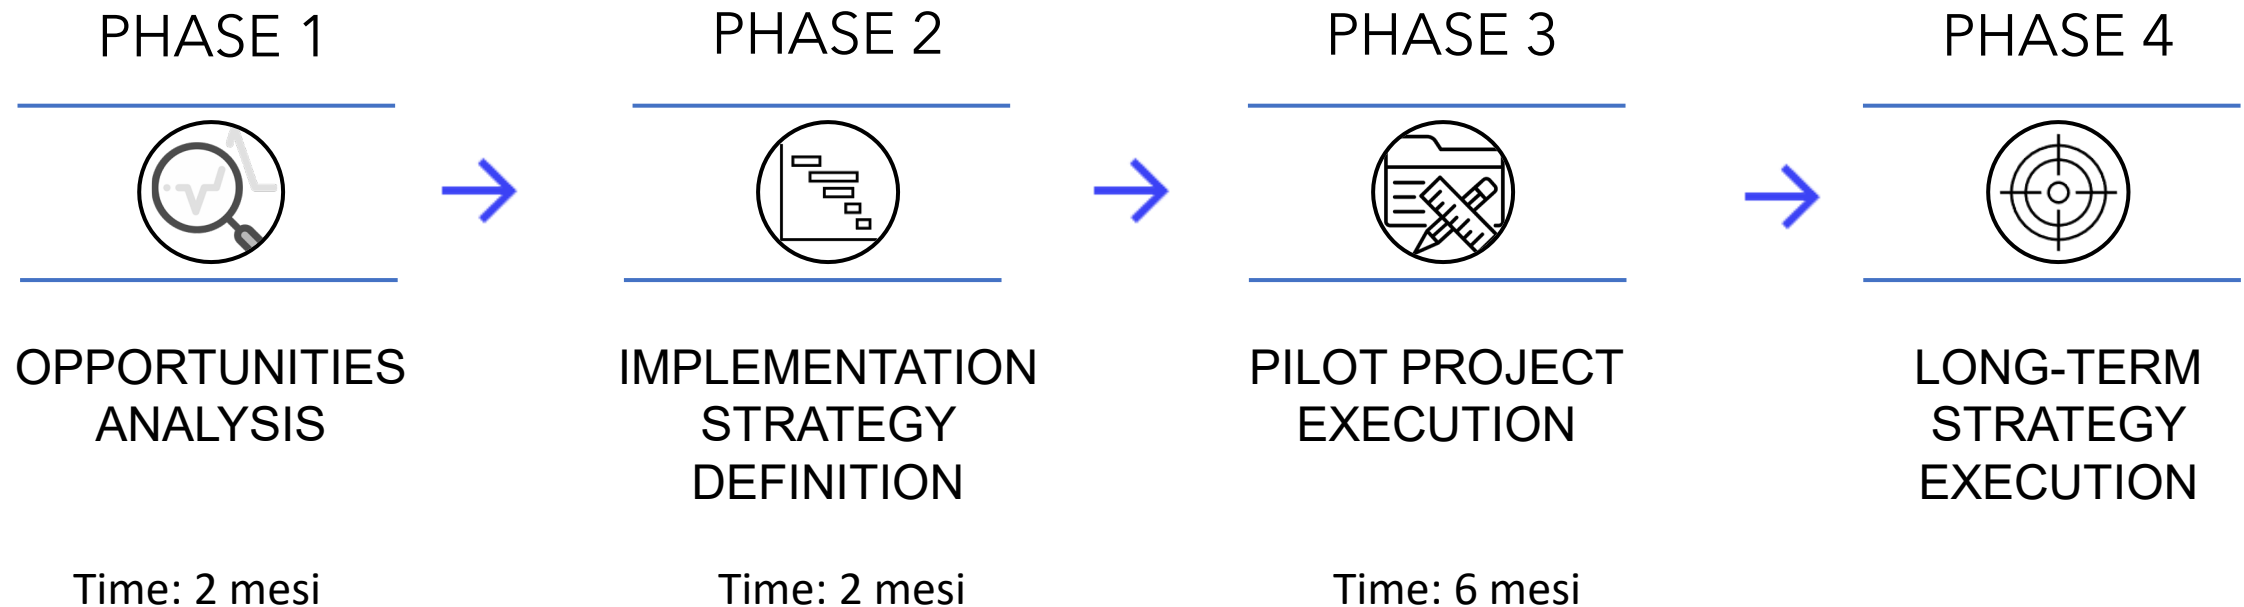 PHASE 1
PHASE 2
PHASE 3
PHASE 4
OPPORTUNITIES
ANALYSIS
IMPLEMENTATION
STRATEGY
DEFINITION
PILOT PROJECT
EXECUTION
LONG-TERM
STRATEGY
EXECUTION
Time: 2 mesi
Time: 2 mesi
Time: 6 mesi